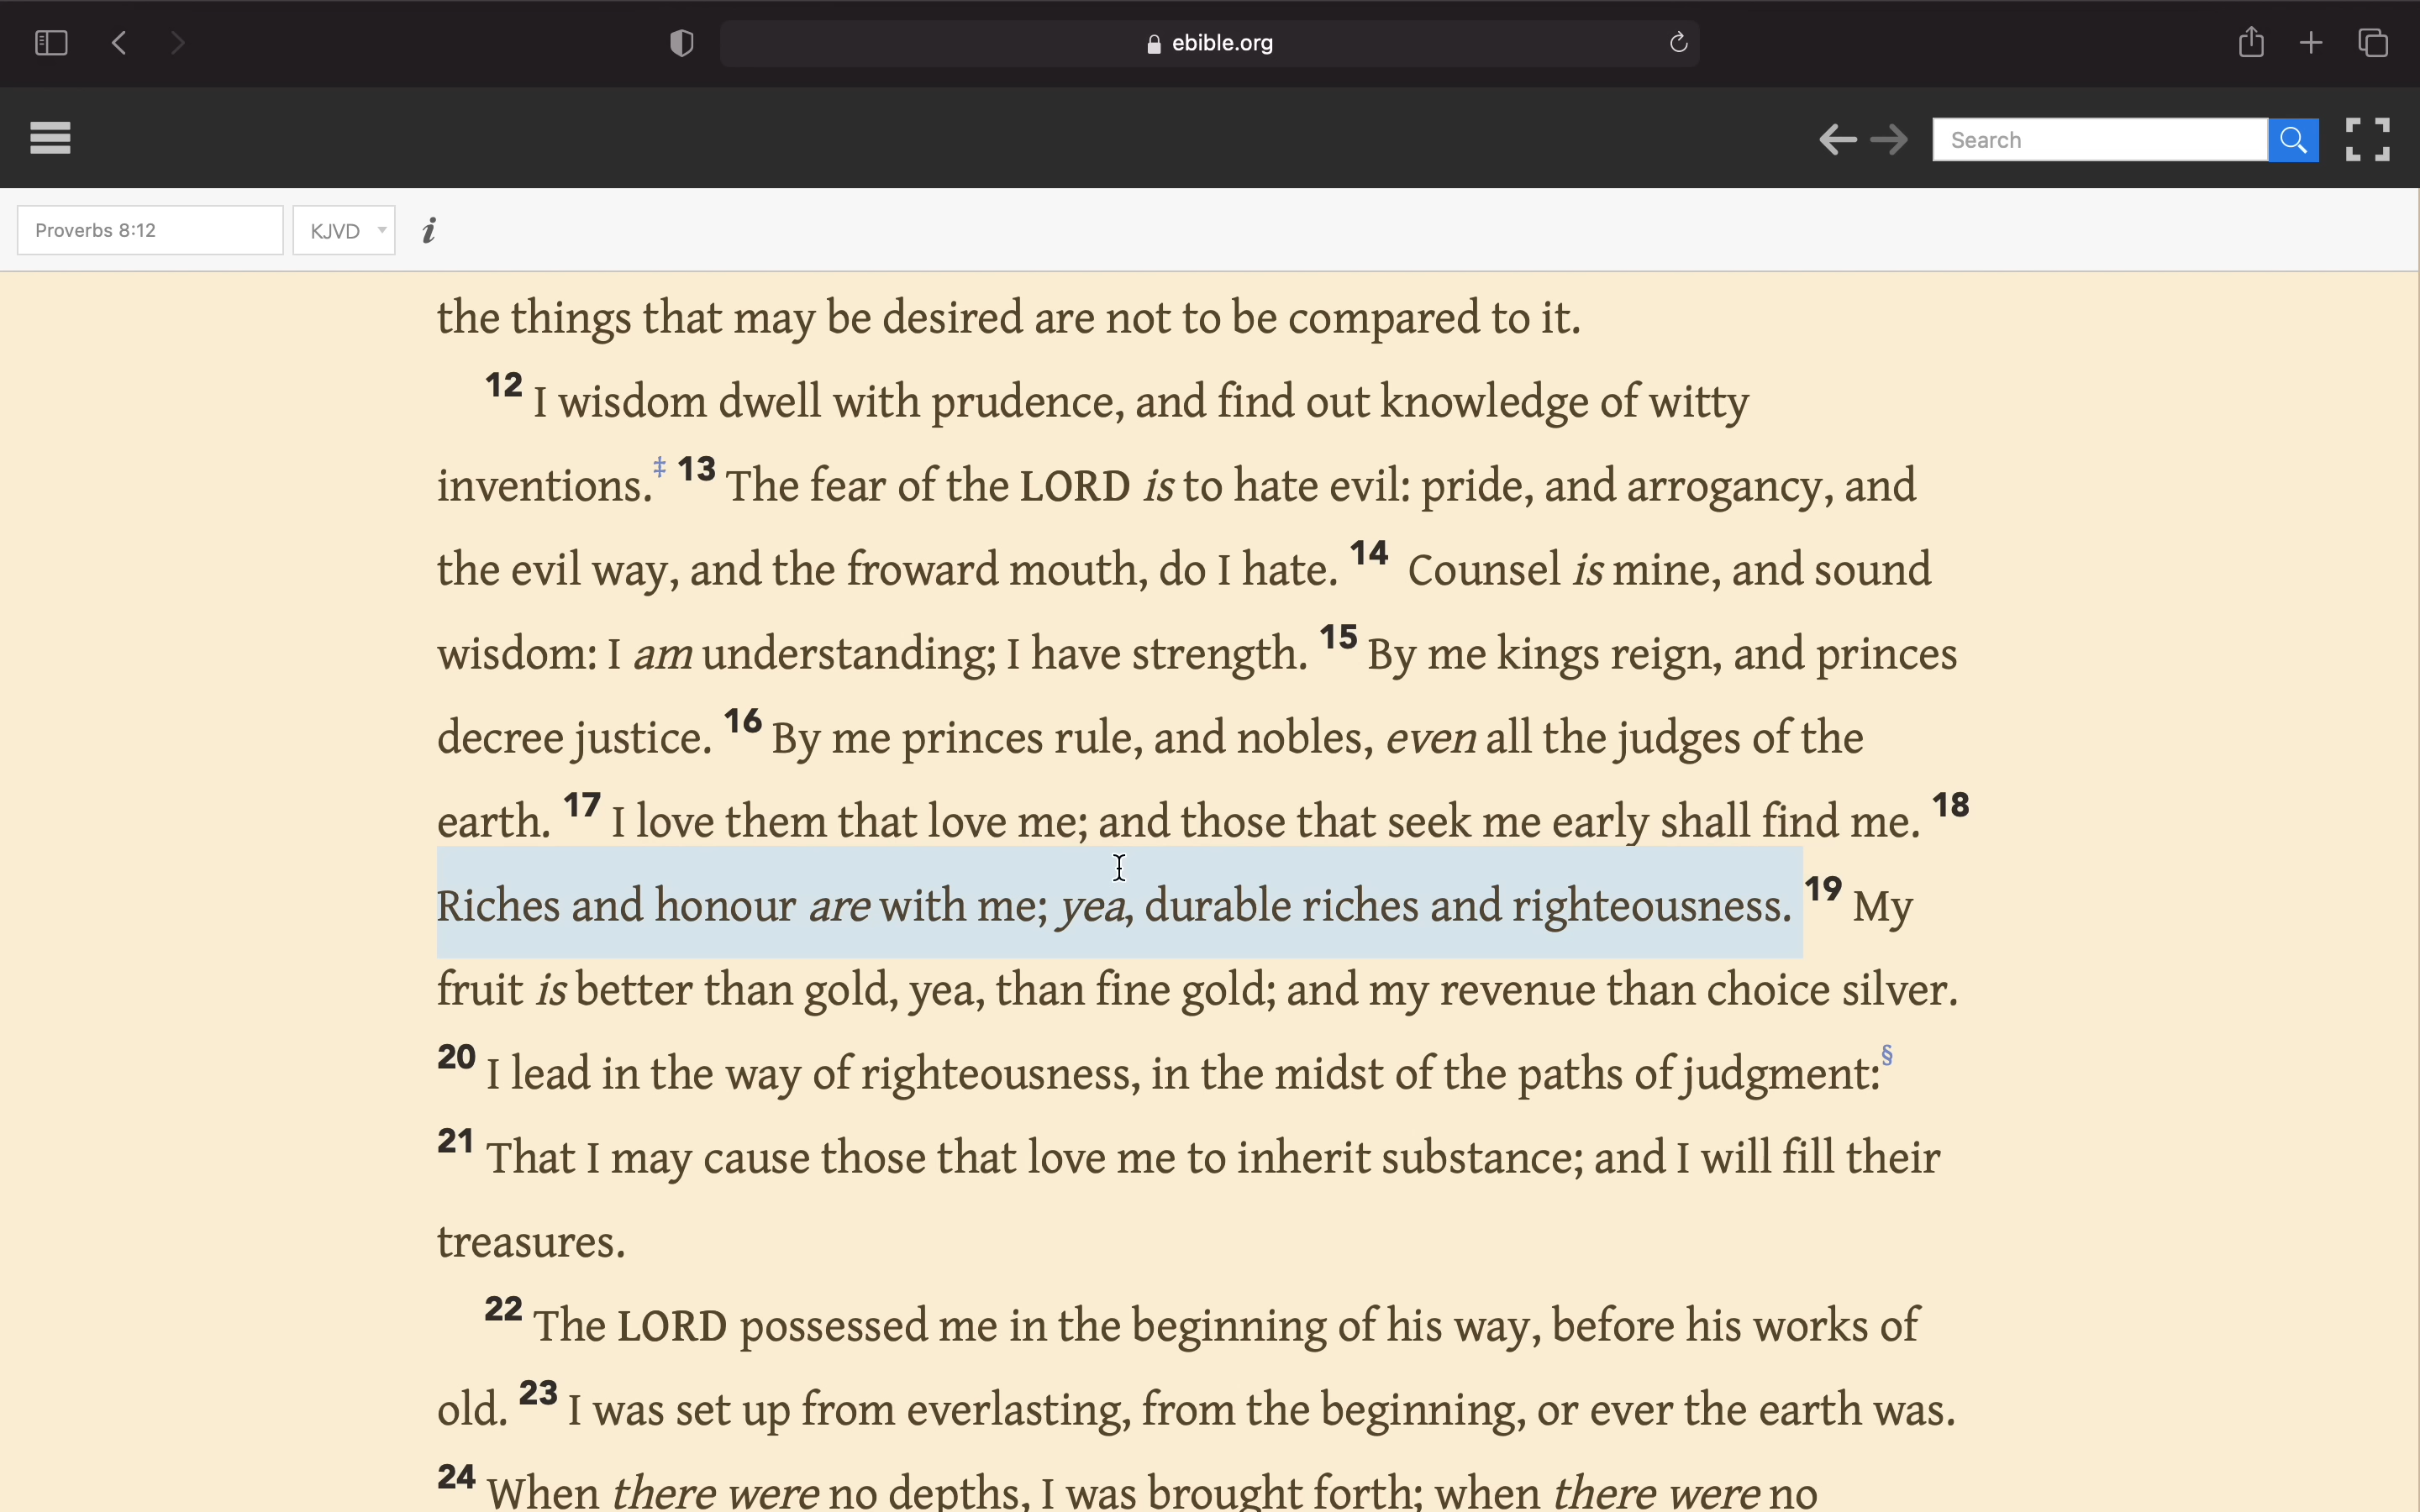 ebible.org
Search
Proverbs 8:12 KJVD i
the things that may be desired are not to be compared to it.
12 I wisdom dwell with prudence, and find out knowledge of witty
inventions.‡ 13 The fear of the LORD is to hate evil: pride, and arrogancy, and
the evil way, and the froward mouth, do I hate. 14 Counsel is mine, and sound
wisdom: I am understanding; I have strength. 15 By me kings reign, and princes
decree justice. 16 By me princes rule, and nobles, even all the judges of the
earth. 17 I love them that love me; and those that seek me early shall find me. 18
Riches and honour are with me; yea, durable riches and righteousness. 19 My
fruit is better than gold, yea, than fine gold; and my revenue than choice silver.
20 I lead in the way of righteousness, in the midst of the paths of judgment:§
21 That I may cause those that love me to inherit substance; and I will fill their
treasures.
22 The LORD possessed me in the beginning of his way, before his works of
old. 23 I was set up from everlasting, from the beginning, or ever the earth was.
24 When there were no depths, I was brought forth; when there were no